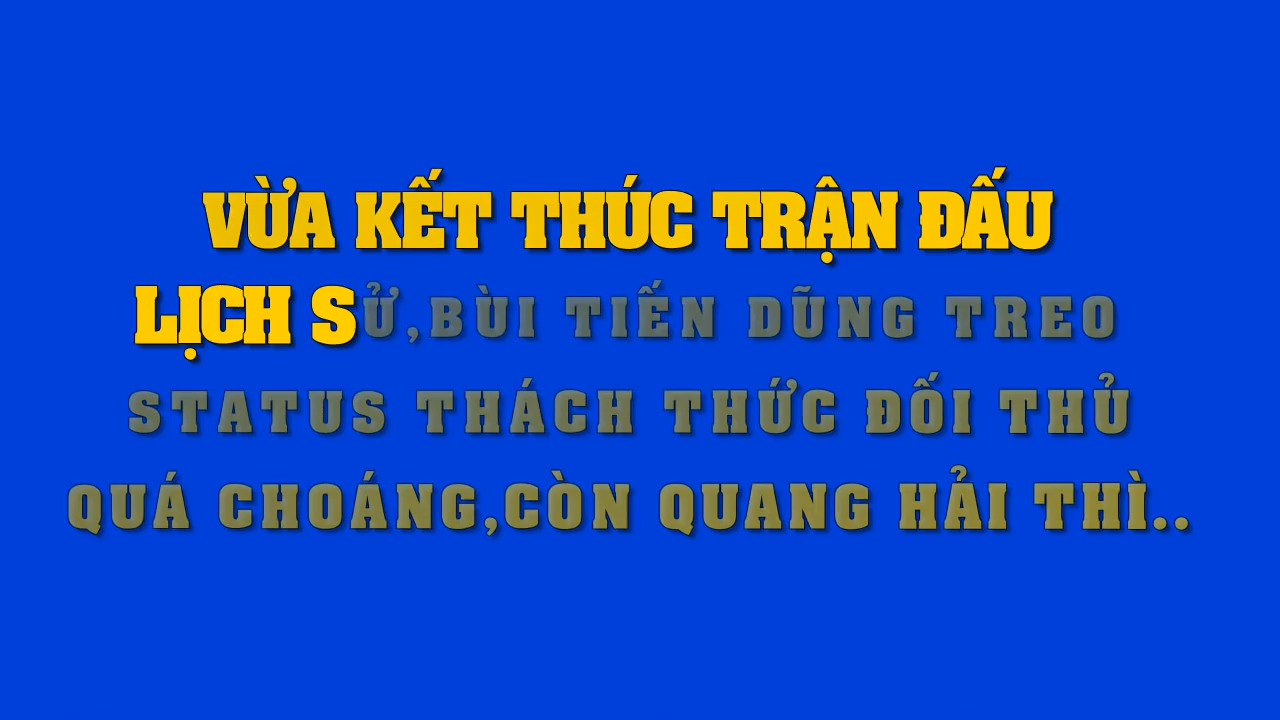 VỪA KẾT THÚC TRẬN ĐẤU
LỊCH SỬ,BÙI TIẾN DŨNG TREO
STATUS THÁCH THỨC ĐỐI THỦ
QUÁ CHOÁNG,CÒN QUANG HẢI THÌ..